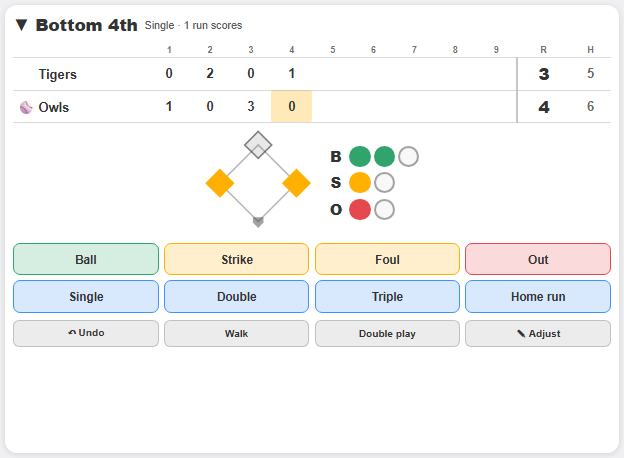 ▼ Bottom 4th Single · 1 run scores
1 2 3 4 5 6 7 8 9 R H
Tigers 0 2 0 1 3 5
Owls 1 0 3 0 4 6
B
S
O
Ball Strike Foul Out
Single Double Triple Home run
↶ Undo Walk Double play ✎ Adjust